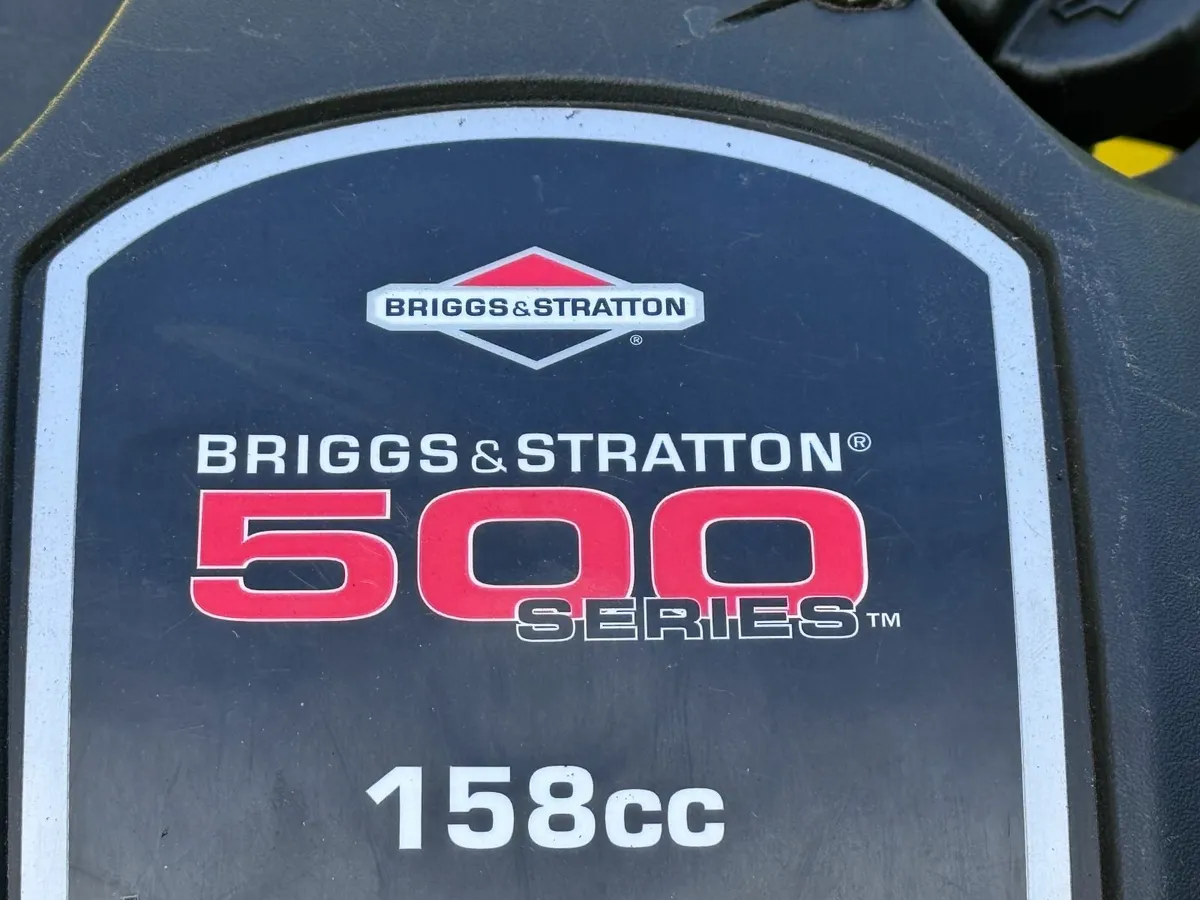 BRIGGS&STRATTON
®
BRIGGS & STRATTON®
500
SERIES™
158cc